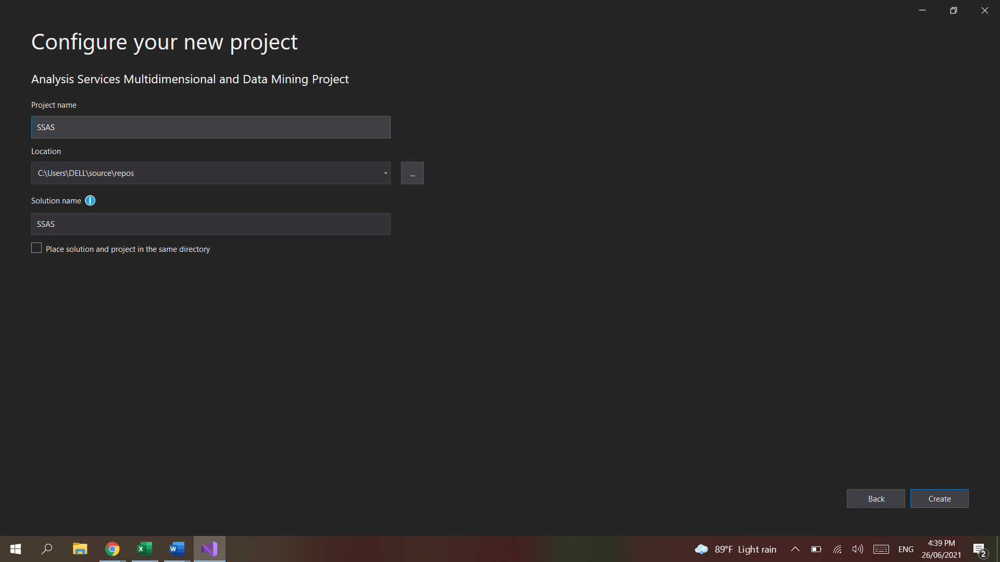 Configure your new project
Analysis Services Multidimensional and Data Mining Project
Project name
SSAS
Location
C:\Users\DELL\source\repos
...
Solution name
SSAS
Place solution and project in the same directory
Back
Create
89°F Light rain
ENG
4:39 PM
26/06/2021
2